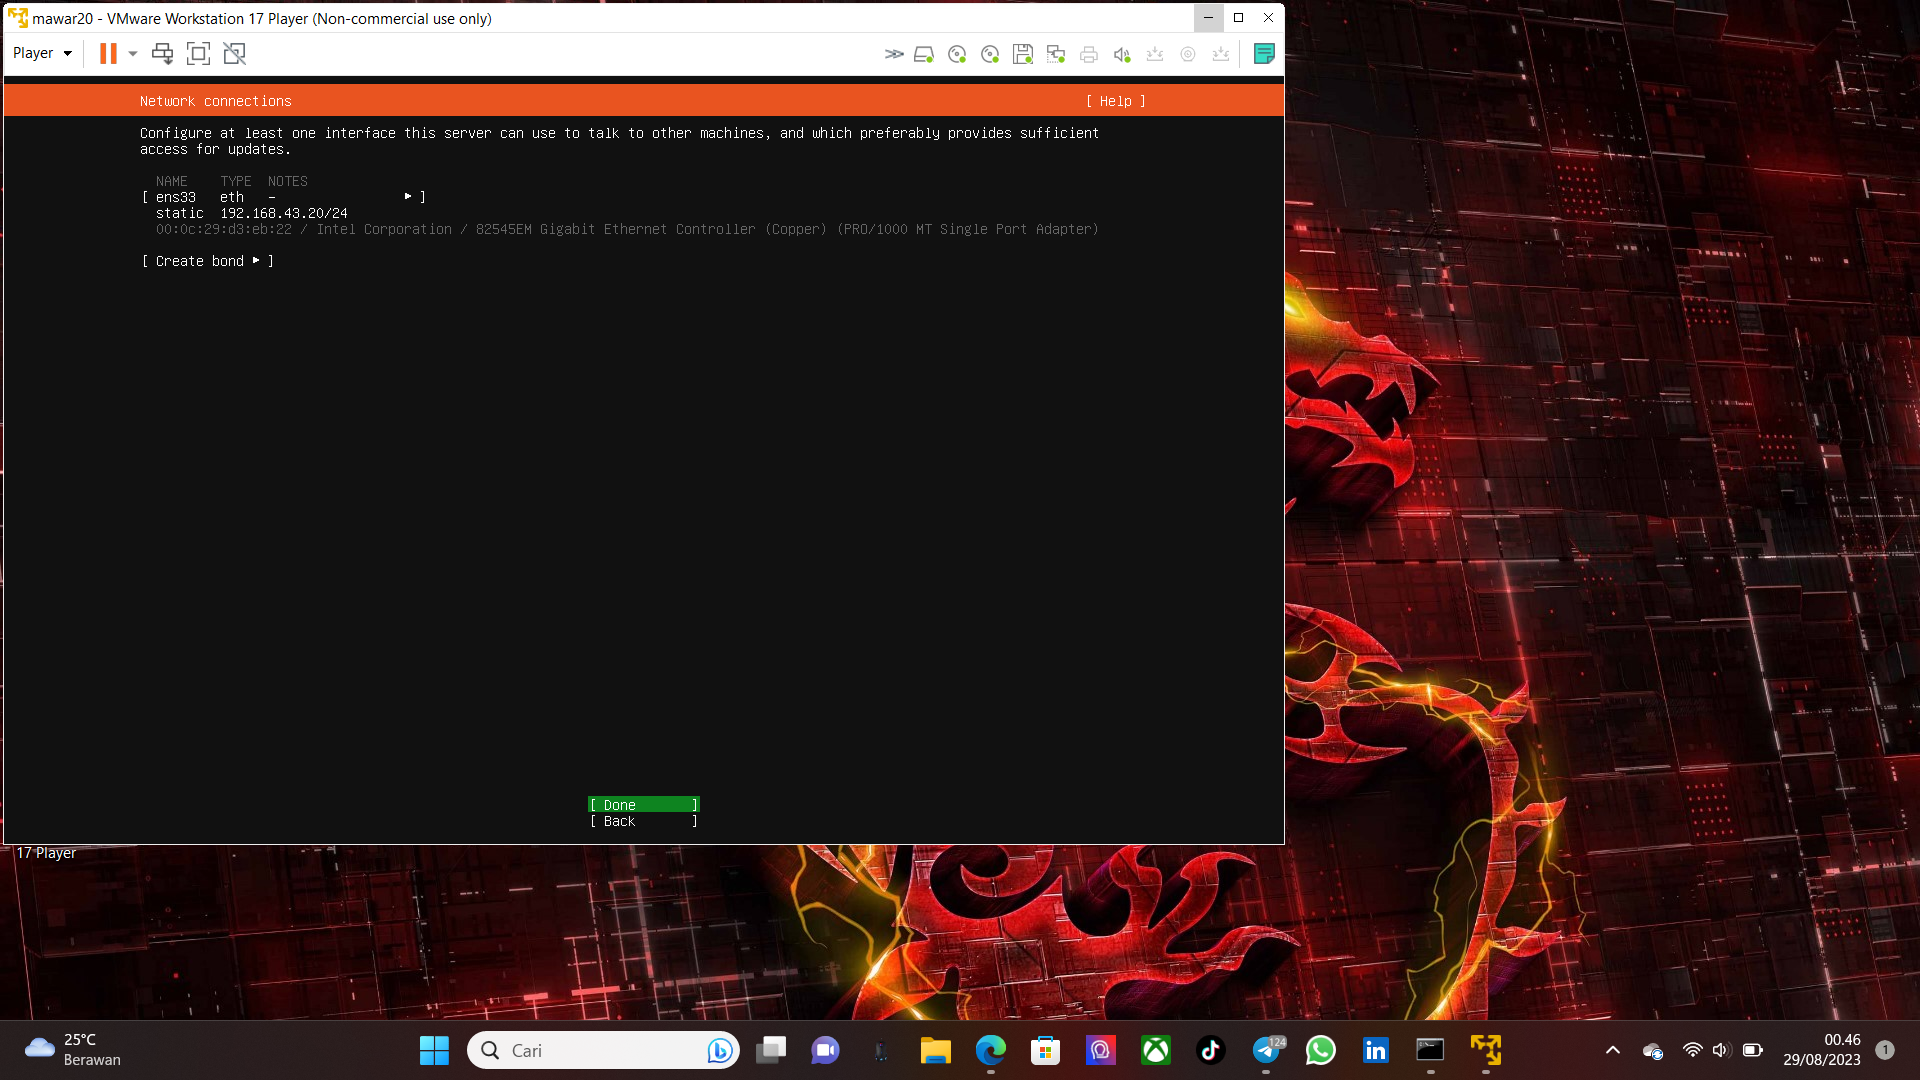 mawar20 - VMware Workstation 17 Player (Non-commercial use only)
Player
Network connections [ Help ]
Configure at least one interface this server can use to talk to other machines, and which preferably provides sufficient
access for updates.
NAME TYPE NOTES
[ ens33 eth – ▸ ]
static 192.168.43.20/24
00:0c:29:d3:eb:22 / Intel Corporation / 82545EM Gigabit Ethernet Controller (Copper) (PRO/1000 MT Single Port Adapter)
[ Create bond ▸ ]
[ Done ]
[ Back ]
17 Player
25°C
Berawan
Cari
124
in
00.46
29/08/2023
1